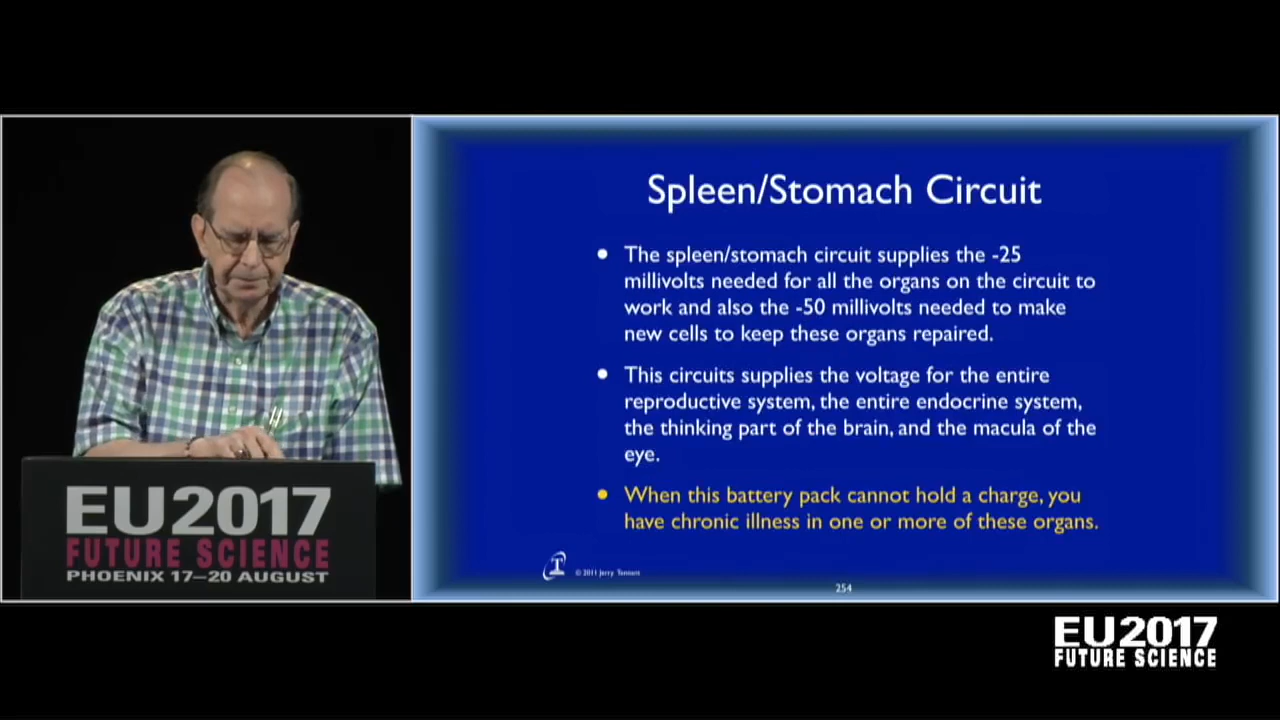 Spleen/Stomach Circuit
The spleen/stomach circuit supplies the -25
millivolts needed for all the organs on the circuit to
work and also the -50 millivolts needed to make
new cells to keep these organs repaired.
This circuits supplies the voltage for the entire
reproductive system, the entire endocrine system,
the thinking part of the brain, and the macula of the
eye.
When this battery pack cannot hold a charge, you
have chronic illness in one or more of these organs.
T
© 2011 Jerry Tennant
254
EU2017
FUTURE SCIENCE
PHOENIX 17–20 AUGUST
EU2017
FUTURE SCIENCE